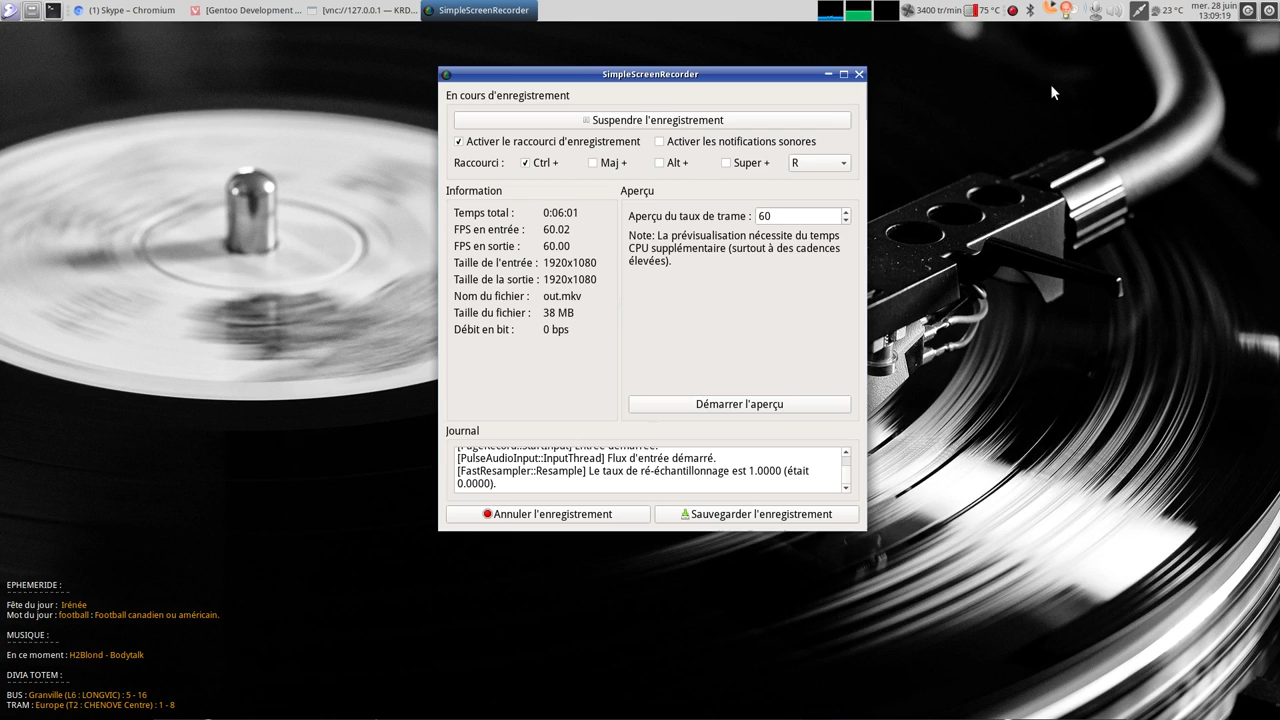 (1) Skype – Chromium
[Gentoo Development ...
[vnc://127.0.0.1 — KRD...
SimpleScreenRecorder
3400 tr/min
75 °C
23 °C
mer. 28 juin
13:09:19
SimpleScreenRecorder
En cours d'enregistrement
Suspendre l'enregistrement
Activer le raccourci d'enregistrement
Activer les notifications sonores
Raccourci :
Ctrl +
Maj +
Alt +
Super +
R
Information
Temps total : 0:06:01
FPS en entrée : 60.02
FPS en sortie : 60.00
Taille de l'entrée : 1920x1080
Taille de la sortie : 1920x1080
Nom du fichier : out.mkv
Taille du fichier : 38 MB
Débit en bit : 0 bps
Aperçu
Aperçu du taux de trame : 60
Note: La prévisualisation nécessite du temps
CPU supplémentaire (surtout à des cadences
élevées).
Démarrer l'aperçu
Journal
[PageRecord::StartInput] Entrée démarrée.
[PulseAudioInput::InputThread] Flux d'entrée démarré.
[FastResampler::Resample] Le taux de ré-échantillonnage est 1.0000 (était
0.0000).
Annuler l'enregistrement
Sauvegarder l'enregistrement
EPHEMERIDE :
Fête du jour : Irénée
Mot du jour : football : Football canadien ou américain.
MUSIQUE :
En ce moment : H2Blond - Bodytalk
DIVIA TOTEM :
BUS : Granville (L6 : LONGVIC) : 5 - 16
TRAM : Europe (T2 : CHENOVE Centre) : 1 - 8